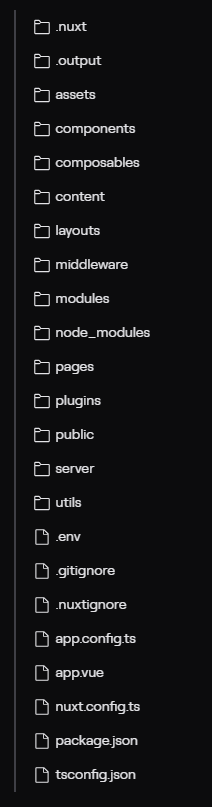 .nuxt
.output
assets
components
composables
content
layouts
middleware
modules
node_modules
pages
plugins
public
server
utils
.env
.gitignore
.nuxtignore
app.config.ts
app.vue
nuxt.config.ts
package.json
tsconfig.json